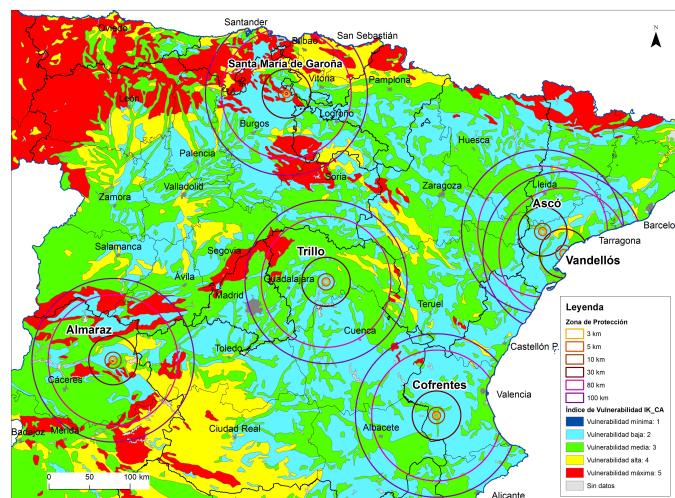 Santander
Oviedo
Bilbao
San Sebastián
N
Santa María de Garoña
Vitoria
Pamplona
León
Logroño
Burgos
Huesca
Palencia
Soria
Lleida
Valladolid
Zaragoza
Zamora
Ascó
Barcelo
Tarragona
Salamanca
Segovia
Trillo
Vandellós
Ávila
Guadalajara
Madrid
Teruel
Almaraz
Cuenca
Toledo
Castellón P.
Cáceres
Cofrentes
Valencia
Badajoz
Mérida
Ciudad Real
Albacete
Alicante
0 50 100 km
Leyenda
Zona de Protección
3 km
5 km
10 km
30 km
80 km
100 km
Índice de Vulnerabilidad IK_CA
Vulnerabilidad mínima: 1
Vulnerabilidad baja: 2
Vulnerabilidad media: 3
Vulnerabilidad alta: 4
Vulnerabilidad máxima: 5
Sin datos